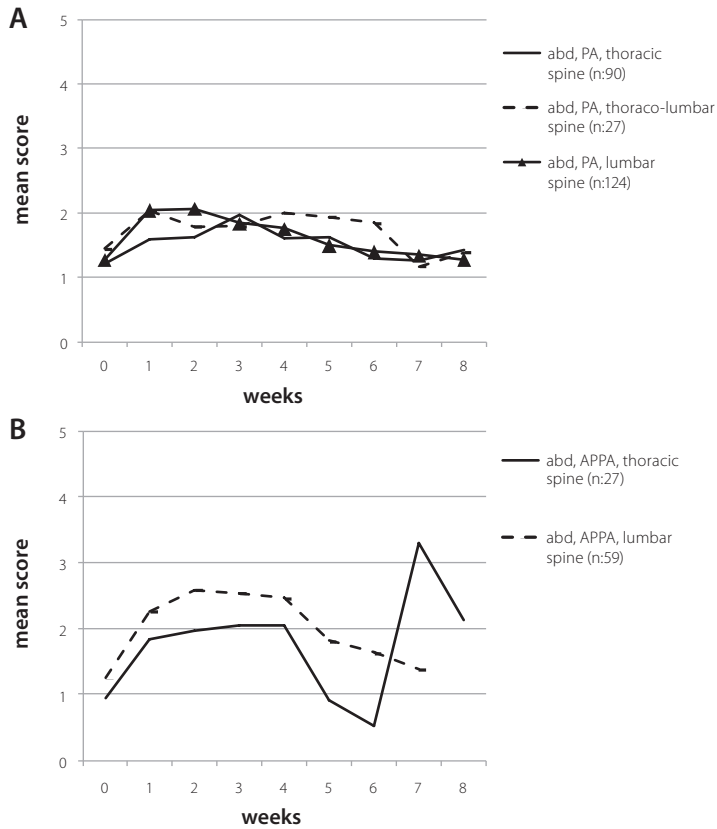 A
5
4
3
2
1
0
mean score
0 1 2 3 4 5 6 7 8
weeks
abd, PA, thoracic
spine (n:90)
abd, PA, thoraco-lumbar
spine (n:27)
abd, PA, lumbar
spine (n:124)
B
5
4
3
2
1
0
mean score
0 1 2 3 4 5 6 7 8
weeks
abd, APPA, thoracic
spine (n:27)
abd, APPA, lumbar
spine (n:59)